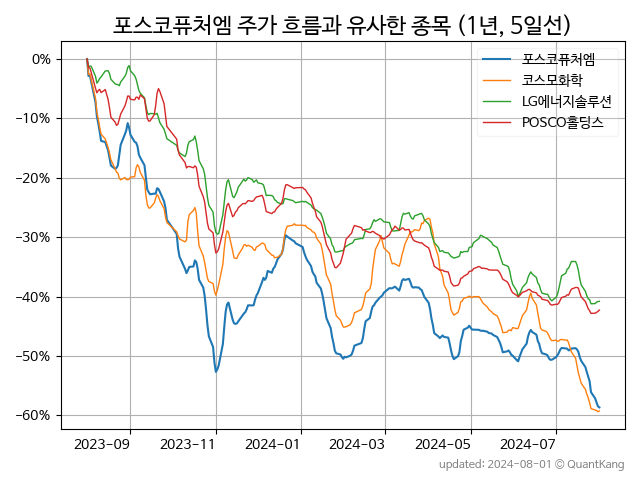 포스코퓨처엠 주가 흐름과 유사한 종목 (1년, 5일선)
포스코퓨처엠
코스모화학
LG에너지솔루션
POSCO홀딩스
0%
−10%
−20%
−30%
−40%
−50%
−60%
2023-09 2023-11 2024-01 2024-03 2024-05 2024-07
updated: 2024-08-01 © QuantKang